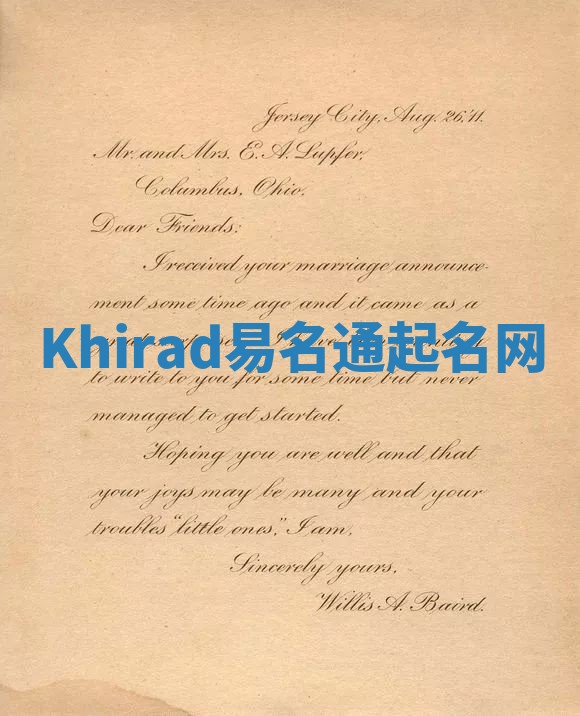 Jersey City, Aug. 26,'11.
Mr. and Mrs. E. A. Lupfer,
Columbus, Ohio.
Dear Friends:
I received your marriage announce-
ment some time ago and it came as a
Khirad易名通起名网
to write to you for some time but never
managed to get started.
Hoping you are well and that
your joys may be many and your
troubles "little ones," I am,
Sincerely yours,
Willis A. Baird.